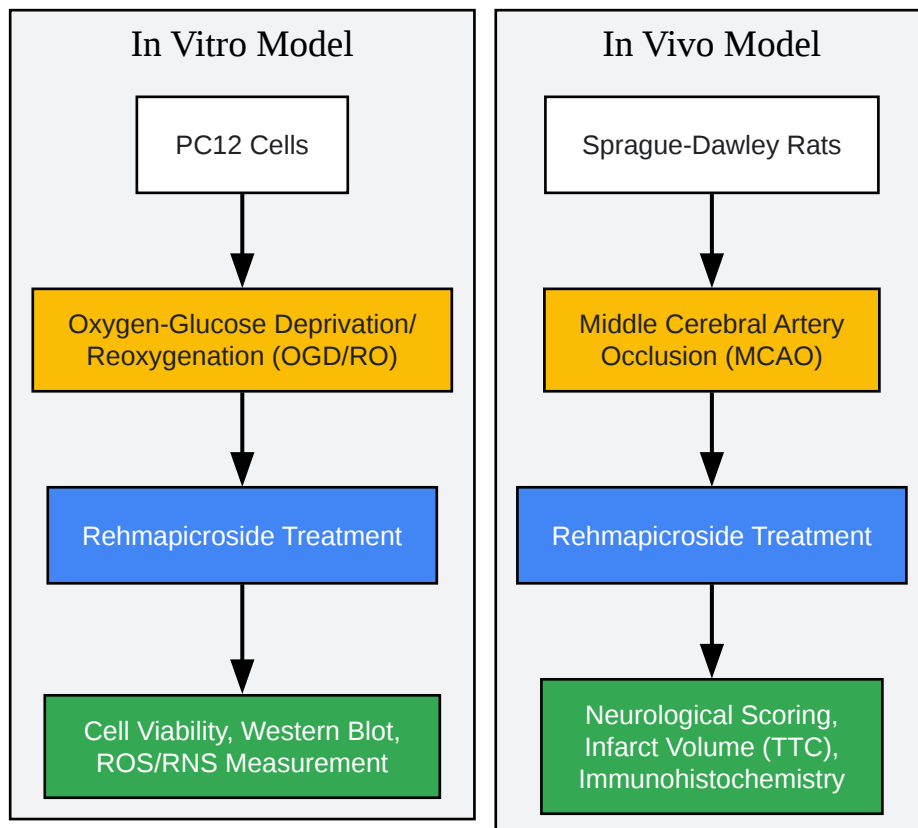 In Vitro Model
PC12 Cells
Oxygen-Glucose Deprivation/
Reoxygenation (OGD/RO)
Rehmapicroside Treatment
Cell Viability, Western Blot,
ROS/RNS Measurement
In Vivo Model
Sprague-Dawley Rats
Middle Cerebral Artery
Occlusion (MCAO)
Rehmapicroside Treatment
Neurological Scoring,
Infarct Volume (TTC),
Immunohistochemistry